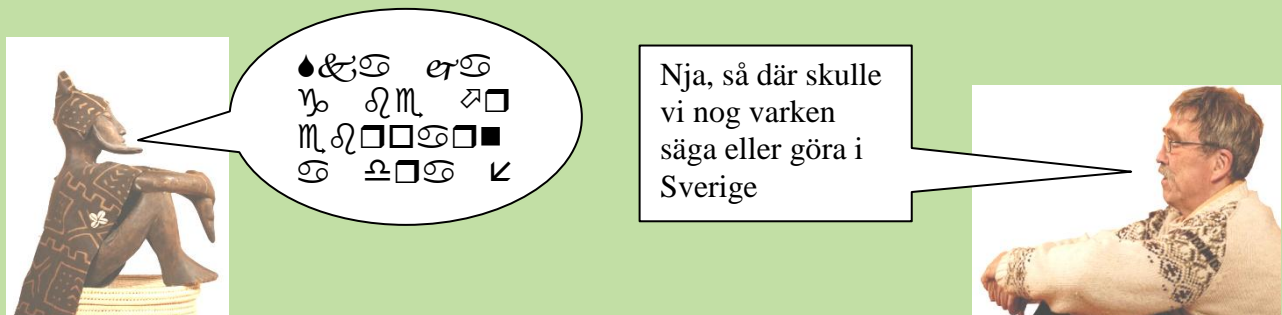 💧🙵♋ 🙰♋
♑ ♌♏ ⬀❒
♏♌❒□♋❒■
♋ ♎❒♋ ↙
Nja, så där skulle
vi nog varken
säga eller göra i
Sverige